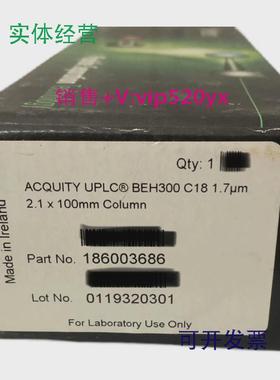 实体经营
销售+V:vip520yx
Qty: 1
ACQUITY UPLC® BEH300 C18 1.7µm
2.1 x 100mm Column
Made in Ireland
Part No. 186003686
Lot No. 0119320301
For Laboratory Use Only
可开发票